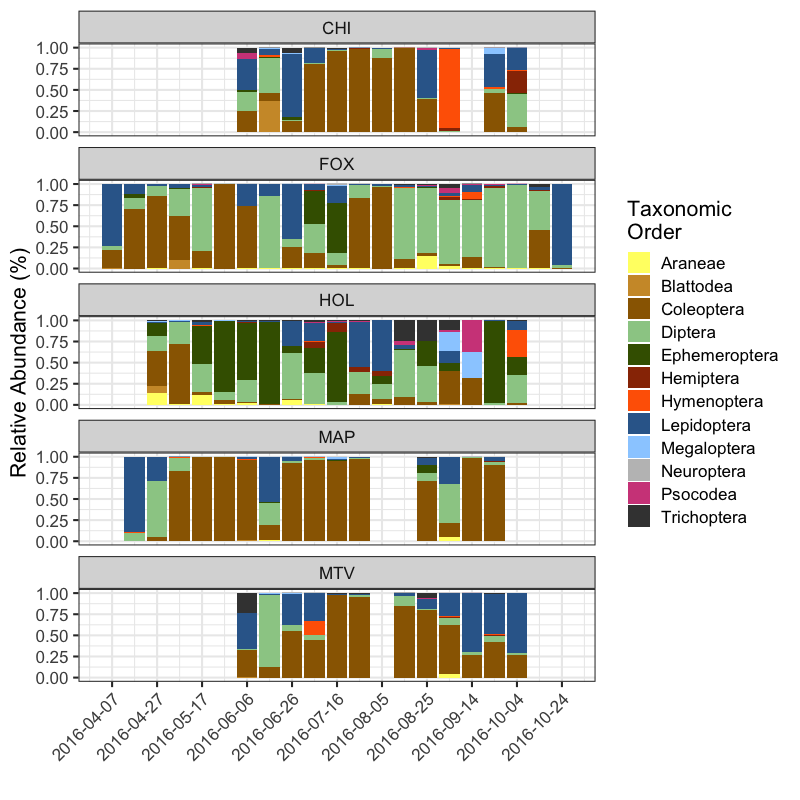 CHI
1.00
0.75
0.50
0.25
0.00
FOX
1.00
0.75
0.50
0.25
0.00
HOL
1.00
0.75
0.50
0.25
0.00
MAP
1.00
0.75
0.50
0.25
0.00
MTV
1.00
0.75
0.50
0.25
0.00
2016-04-07
2016-04-27
2016-05-17
2016-06-06
2016-06-26
2016-07-16
2016-08-05
2016-08-25
2016-09-14
2016-10-04
2016-10-24
Relative Abundance (%)
Taxonomic
Order
Araneae
Blattodea
Coleoptera
Diptera
Ephemeroptera
Hemiptera
Hymenoptera
Lepidoptera
Megaloptera
Neuroptera
Psocodea
Trichoptera